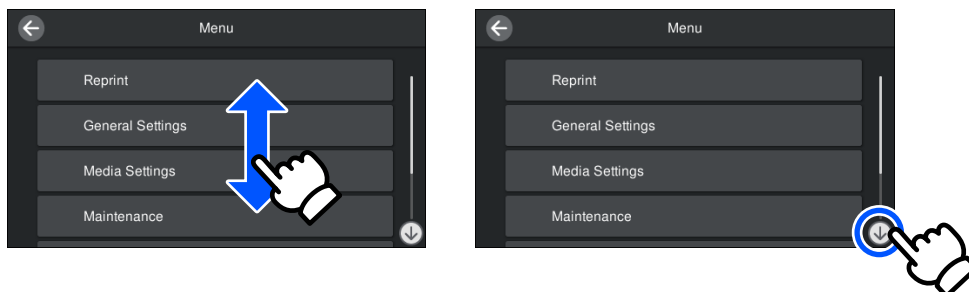 Menu
Reprint
General Settings
Media Settings
Maintenance
Menu
Reprint
General Settings
Media Settings
Maintenance